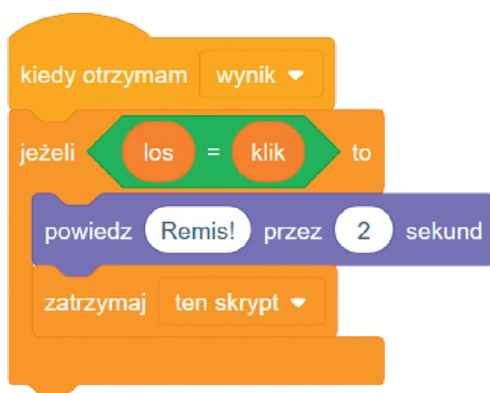 kiedy otrzymam wynik
jeżeli los = klik to
powiedz Remis! przez 2 sekund
zatrzymaj ten skrypt